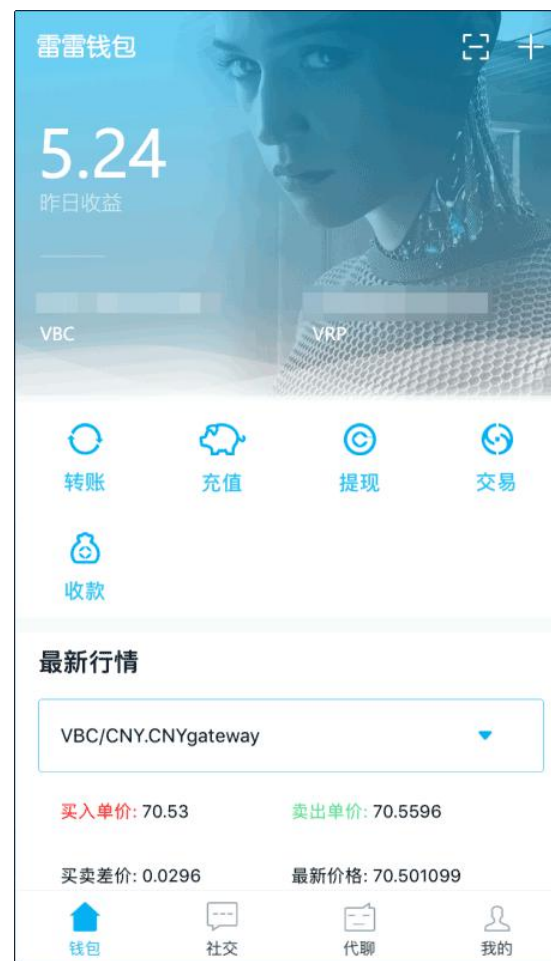 雷雷钱包
5.24
昨日收益
VBC VRP
转账 充值 提现 交易
收款
最新行情
VBC/CNY.CNYgateway
买入单价: 70.53 卖出单价: 70.5596
买卖差价: 0.0296 最新价格: 70.501099
钱包 社交 代聊 我的